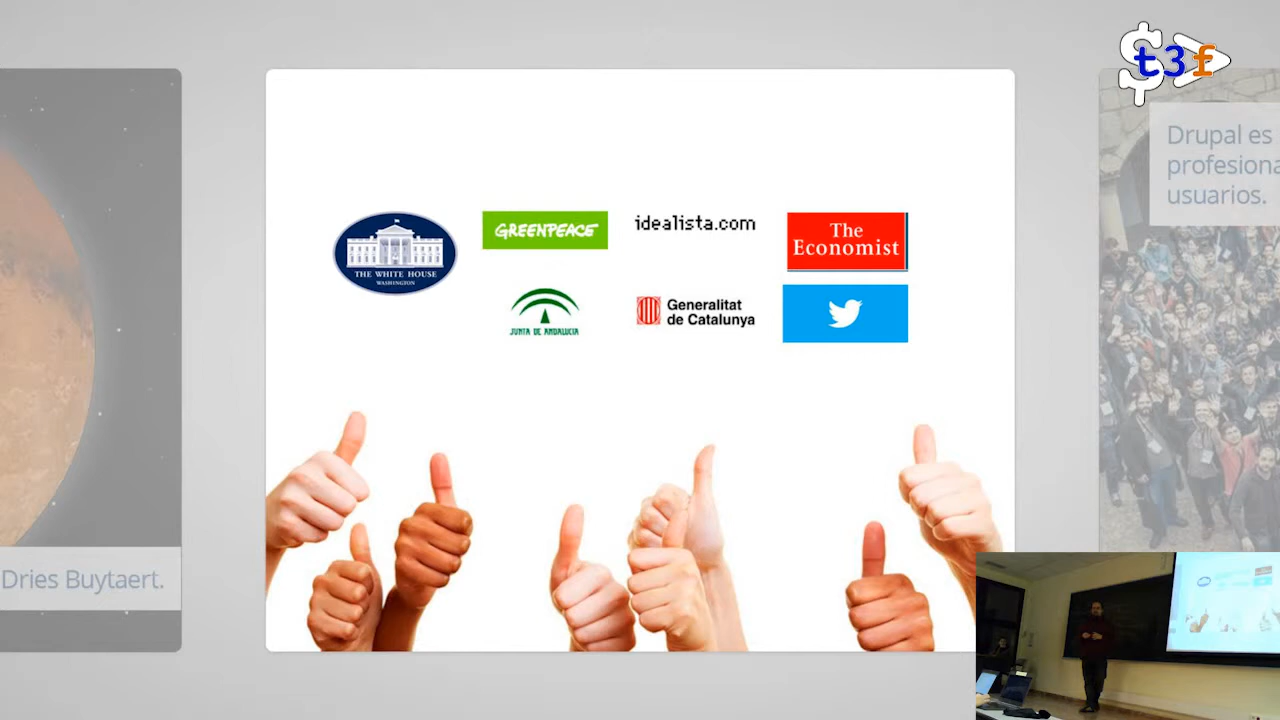 $ t3f
Drupal es
profesiona
usuarios.
THE WHITE HOUSE
WASHINGTON
GREENPEACE
idealista.com
The
Economist
JUNTA DE ANDALUCIA
Generalitat
de Catalunya
Dries Buytaert.